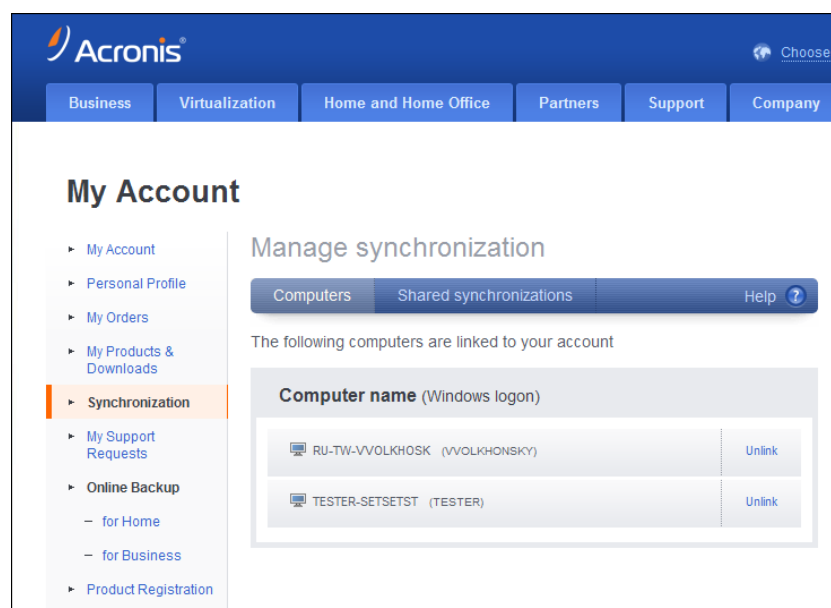 Acronis®
Choose
Business
Virtualization
Home and Home Office
Partners
Support
Company
My Account
My Account
Personal Profile
My Orders
My Products &
Downloads
Synchronization
My Support
Requests
Online Backup
– for Home
– for Business
Product Registration
Manage synchronization
Computers
Shared synchronizations
Help ?
The following computers are linked to your account
Computer name (Windows logon)
RU-TW-VVOLKHOSK (VVOLKHONSKY)
Unlink
TESTER-SETSETST (TESTER)
Unlink